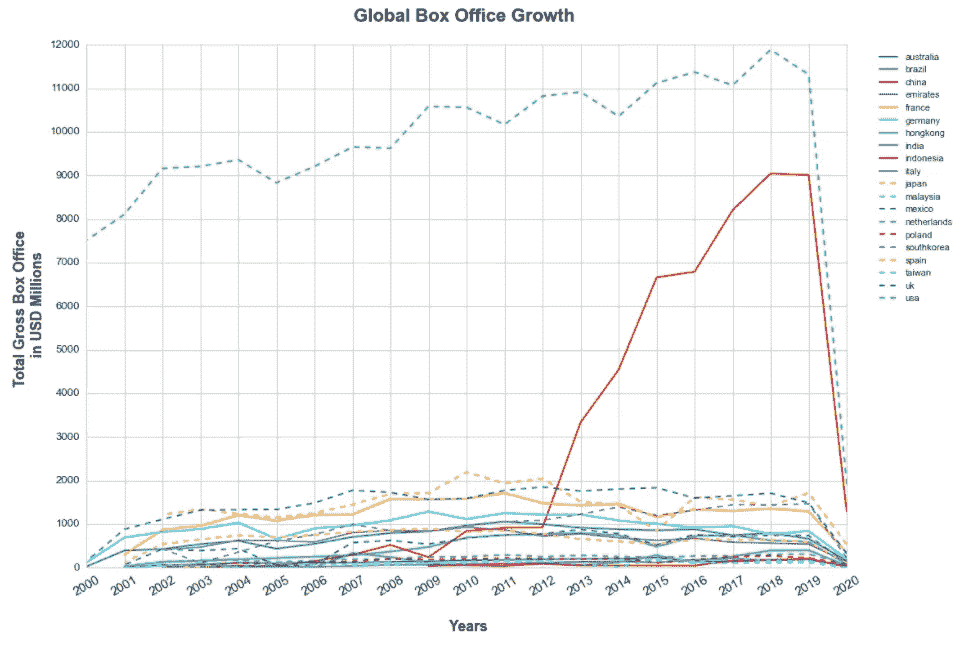 Global Box Office Growth
Total Gross Box Office
in USD Millions
12000
11000
10000
9000
8000
7000
6000
5000
4000
3000
2000
1000
0
2000
2001
2002
2003
2004
2005
2006
2007
2008
2009
2010
2011
2012
2013
2014
2015
2016
2017
2018
2019
2020
Years
australia
brazil
china
emirates
france
germany
hongkong
india
indonesia
italy
japan
malaysia
mexico
netherlands
poland
southkorea
spain
taiwan
uk
usa